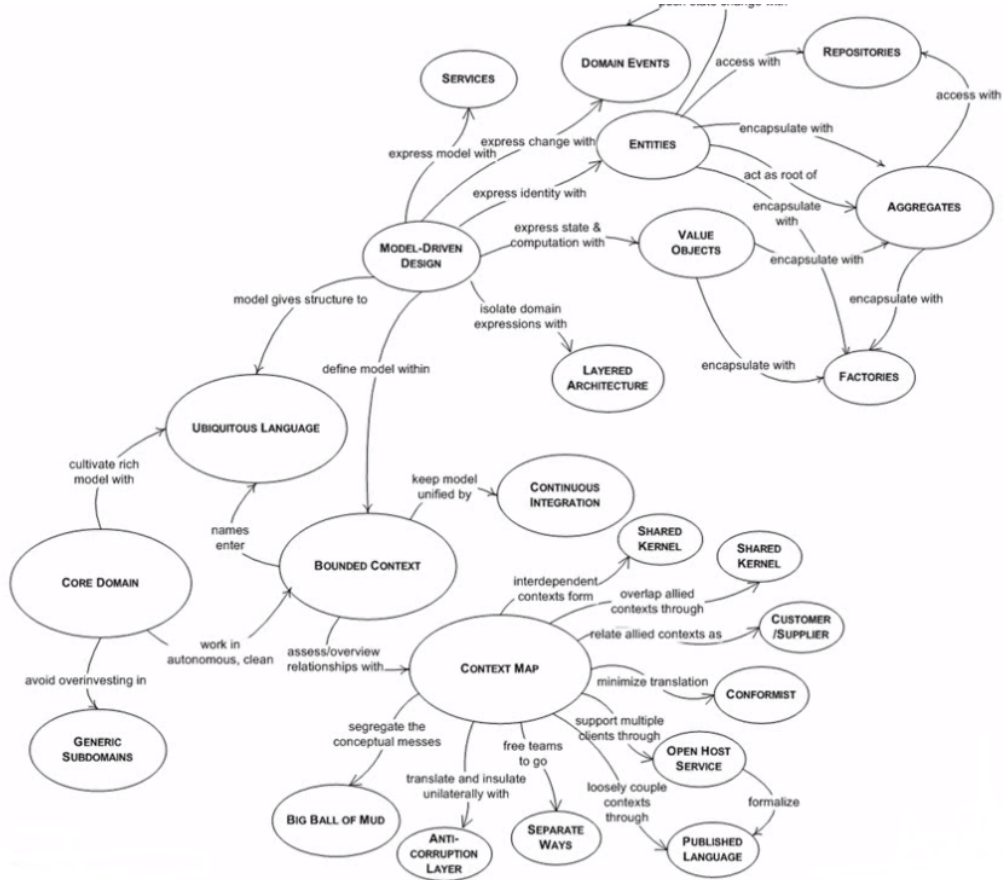 REPOSITORIES
DOMAIN EVENTS
access with
SERVICES
access with
encapsulate with
express change with
ENTITIES
express model with
act as root of
express identity with
encapsulate
with
AGGREGATES
express state &
computation with
VALUE
OBJECTS
MODEL-DRIVEN
DESIGN
encapsulate with
model gives structure to
isolate domain
expressions with
encapsulate with
define model within
encapsulate with
LAYERED
ARCHITECTURE
FACTORIES
UBIQUITOUS LANGUAGE
cultivate rich
model with
keep model
unified by
CONTINUOUS
INTEGRATION
names
enter
SHARED
KERNEL
SHARED
KERNEL
BOUNDED CONTEXT
CORE DOMAIN
interdependent
contexts form
overlap allied
contexts through
CUSTOMER
/SUPPLIER
relate allied contexts as
work in
autonomous, clean
assess/overview
relationships with
CONTEXT MAP
avoid overinvesting in
minimize translation
CONFORMIST
segregate the
conceptual messes
support multiple
clients through
GENERIC
SUBDOMAINS
free teams
to go
OPEN HOST
SERVICE
translate and insulate
unilaterally with
loosely couple
contexts
through
formalize
BIG BALL OF MUD
SEPARATE
WAYS
ANTI-
CORRUPTION
LAYER
PUBLISHED
LANGUAGE